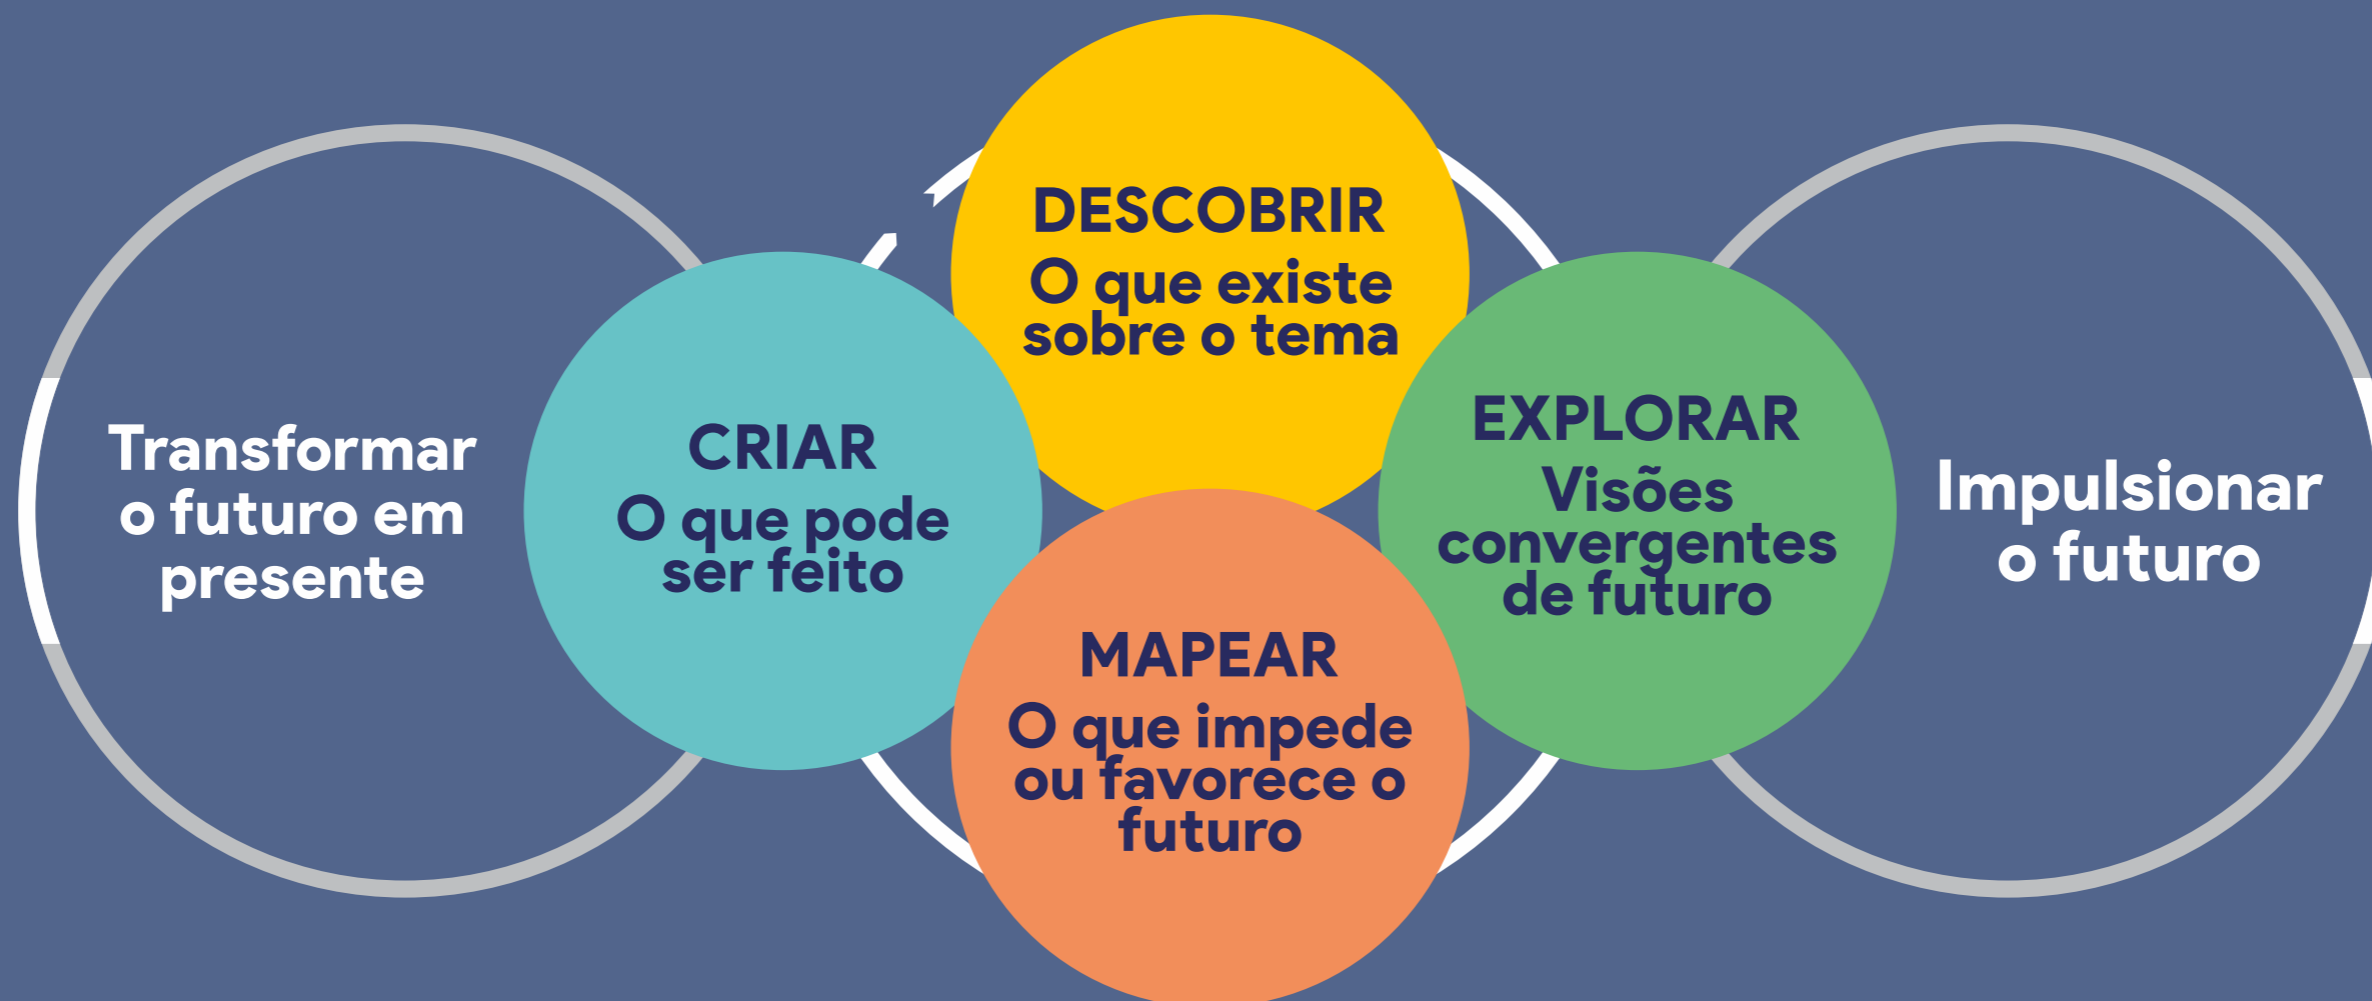 DESCOBRIR
O que existe
sobre o tema
EXPLORAR
Visões
convergentes
de futuro
MAPEAR
O que impede
ou favorece o
futuro
CRIAR
O que pode
ser feito
Transformar
o futuro em
presente
Impulsionar
o futuro